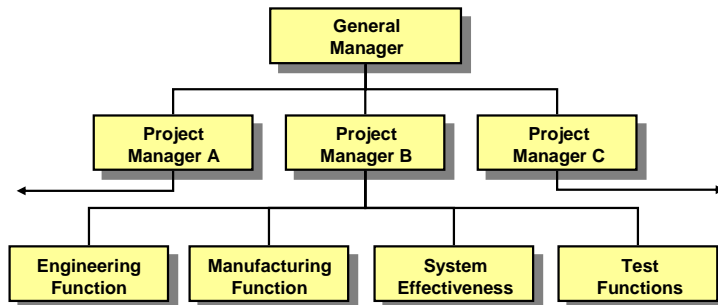 General
Manager
Project
Manager A
Project
Manager B
Project
Manager C
Engineering
Function
Manufacturing
Function
System
Effectiveness
Test
Functions